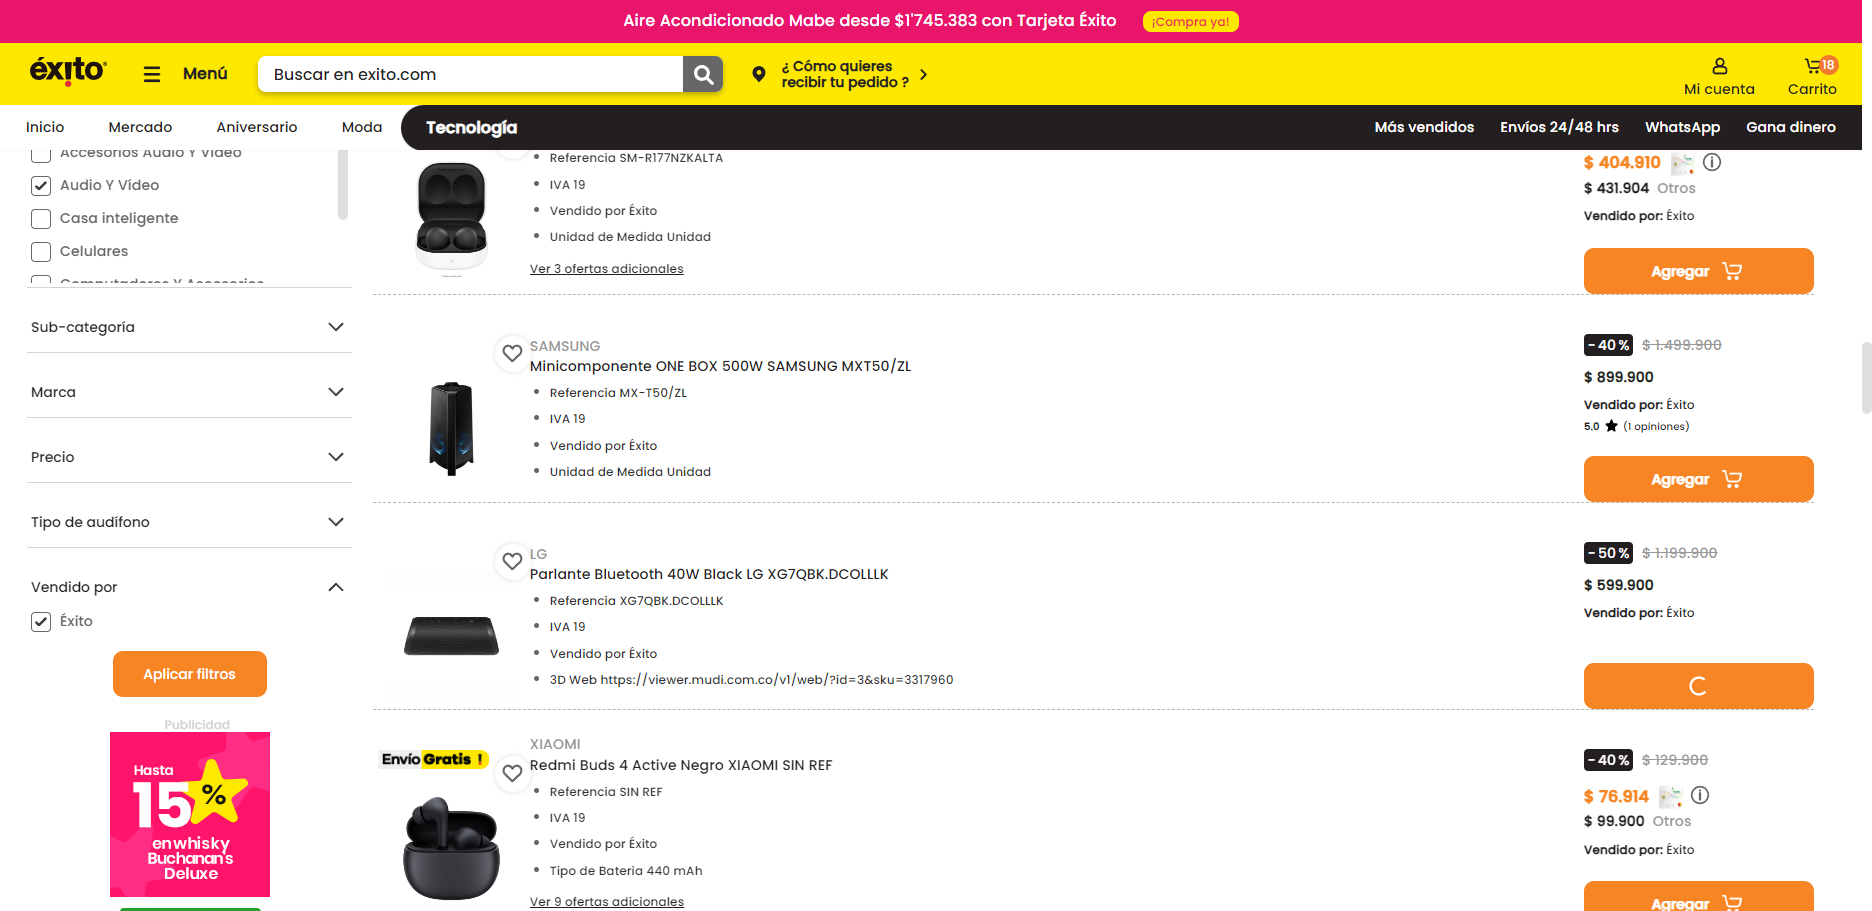 Aire Acondicionado Mabe desde $1'745.383 con Tarjeta Éxito ¡Compra ya!
éxito Menú Buscar en exito.com ¿ Cómo quieres recibir tu pedido ? Mi cuenta 18 Carrito
Inicio Mercado Aniversario Moda Tecnología Más vendidos Envíos 24/48 hrs WhatsApp Gana dinero
Accesorios Audio Y Video
Audio Y Vídeo
Casa inteligente
Celulares
Computadores Y Accesorios
Sub-categoría
Marca
Precio
Tipo de audífono
Vendido por
Éxito
Aplicar filtros
Publicidad
Hasta
15%
en whisky
Buchanan's
Deluxe
Referencia SM-R177NZKALTA
IVA 19
Vendido por Éxito
Unidad de Medida Unidad
Ver 3 ofertas adicionales
$ 404.910
$ 431.904 Otros
Vendido por: Éxito
Agregar
SAMSUNG
Minicomponente ONE BOX 500W SAMSUNG MXT50/ZL
Referencia MX-T50/ZL
IVA 19
Vendido por Éxito
Unidad de Medida Unidad
-40% $ 1.499.900
$ 899.900
Vendido por: Éxito
5.0 (1 opiniones)
Agregar
LG
Parlante Bluetooth 40W Black LG XG7QBK.DCOLLLK
Referencia XG7QBK.DCOLLLK
IVA 19
Vendido por Éxito
3D Web https://viewer.mudi.com.co/v1/web/?id=3&sku=3317960
-50% $ 1.199.900
$ 599.900
Vendido por: Éxito
Envío Gratis !
XIAOMI
Redmi Buds 4 Active Negro XIAOMI SIN REF
Referencia SIN REF
IVA 19
Vendido por Éxito
Tipo de Bateria 440 mAh
Ver 9 ofertas adicionales
-40% $ 129.900
$ 76.914
$ 99.900 Otros
Vendido por: Éxito
Agregar